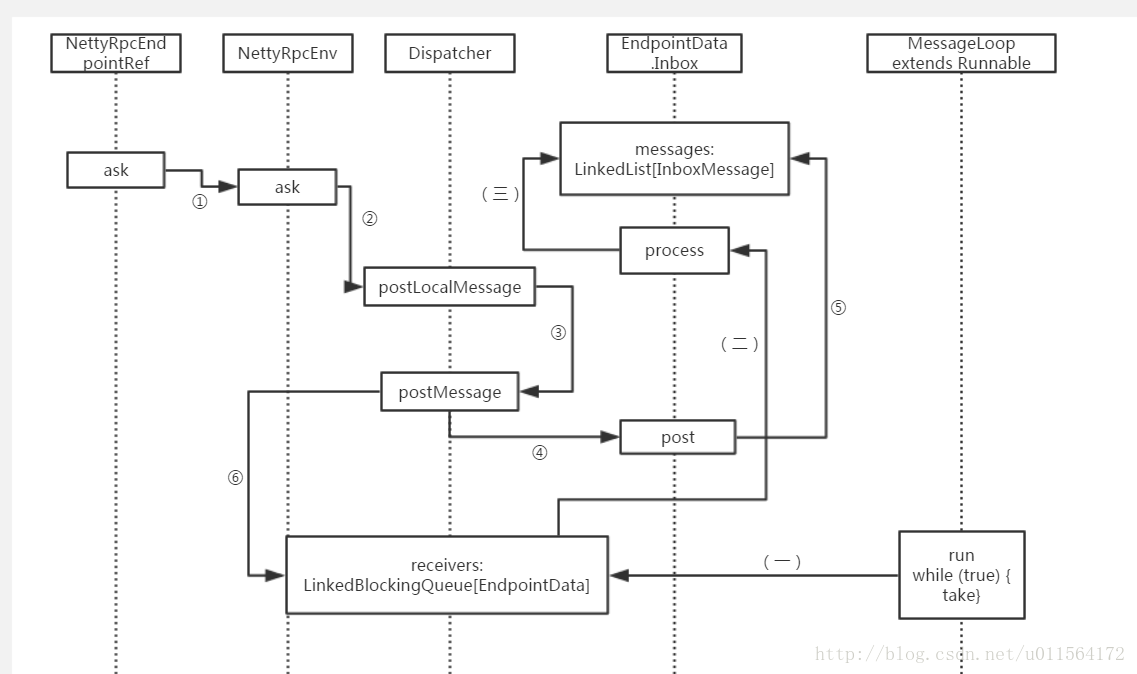 NettyRpcEnd
pointRef
NettyRpcEnv
Dispatcher
EndpointData
.Inbox
MessageLoop
extends Runnable
messages:
LinkedList[InboxMessage]
ask
①
ask
②
（三）
process
postLocalMessage
③
（二）
⑤
postMessage
④
post
⑥
receivers:
LinkedBlockingQueue[EndpointData]
（一）
run
while (true) {
take}
http://blog.csdn.net/u011564172